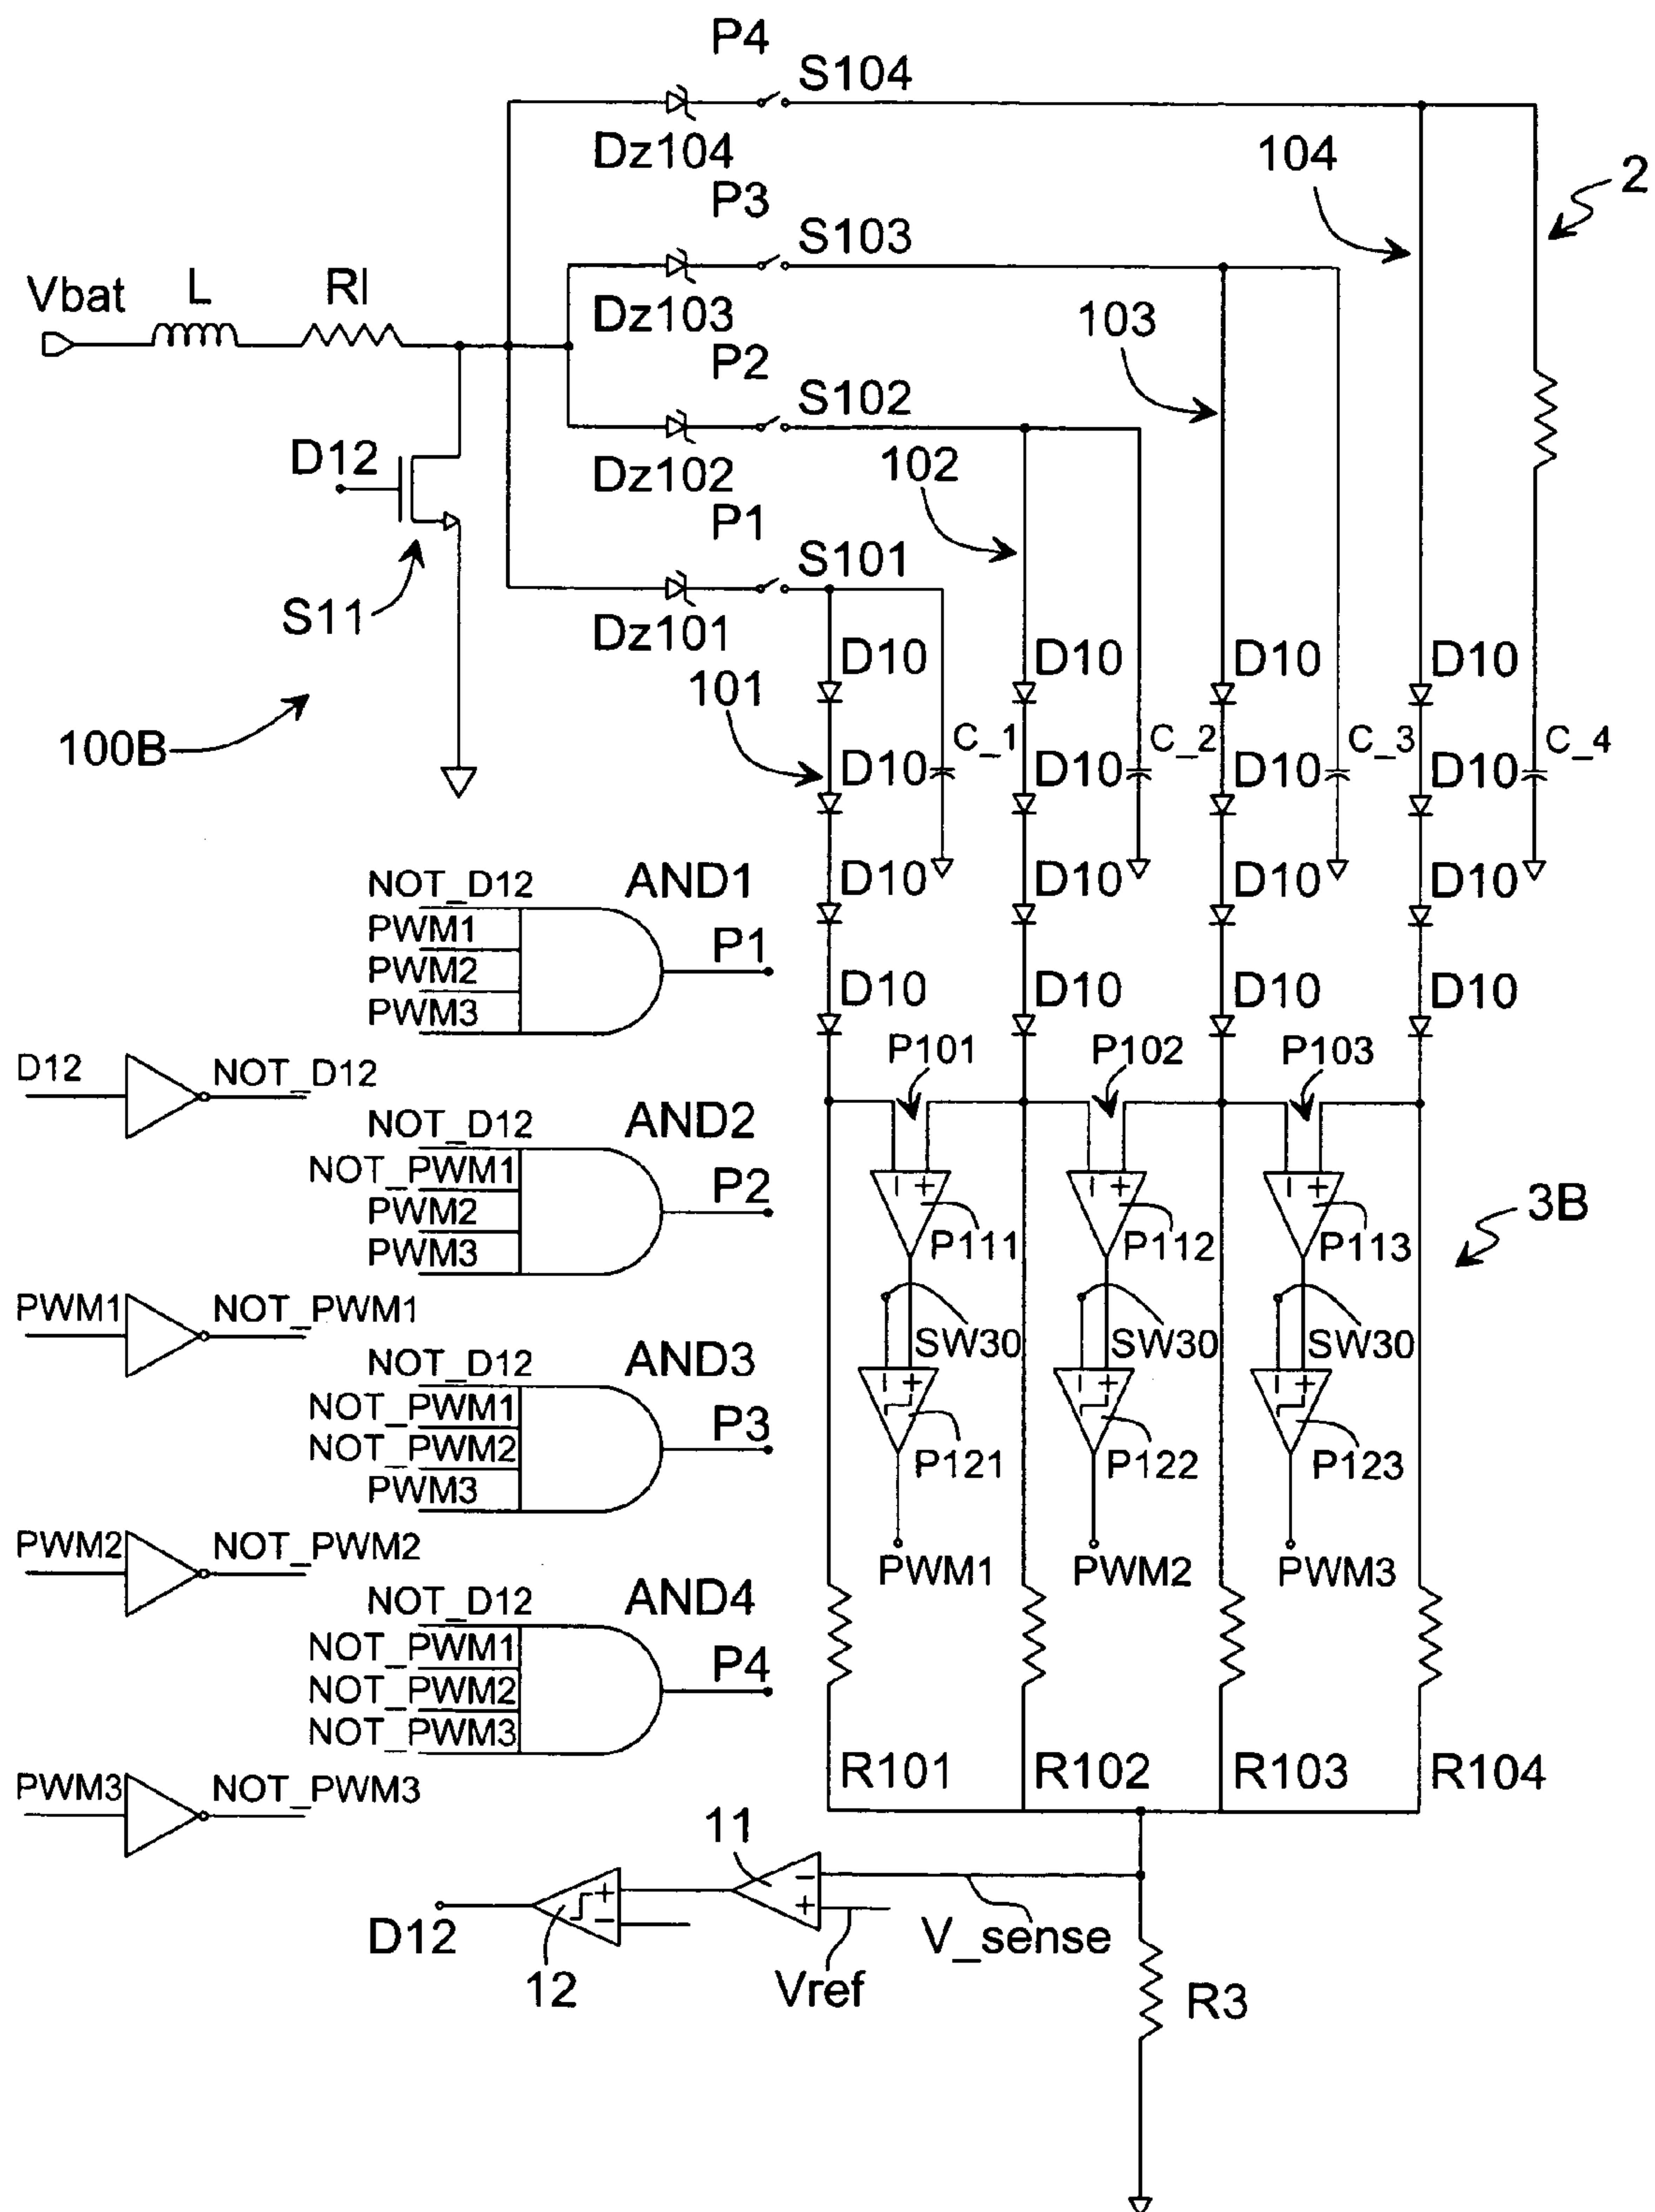 P4
S104
Dz104
104
2
P3
S103
Dz103
103
Vbat
L
Rl
P2
S102
Dz102
102
D12
S11
P1
S101
Dz101
101
100B
D10 D10 D10 D10
C_1 C_2 C_3 C_4
D10 D10 D10 D10
D10 D10 D10 D10
D10 D10 D10 D10
NOT_D12
PWM1
PWM2
PWM3
AND1
P1
P101 P102 P103
D12 NOT_D12
NOT_D12
NOT_PWM1
PWM2
PWM3
AND2
P2
- + - + - +
P111 P112 P113
3B
PWM1 NOT_PWM1
SW30 SW30 SW30
NOT_D12
NOT_PWM1
NOT_PWM2
PWM3
AND3
P3
- + - + - +
P121 P122 P123
PWM2 NOT_PWM2
PWM1 PWM2 PWM3
NOT_D12
NOT_PWM1
NOT_PWM2
NOT_PWM3
AND4
P4
PWM3 NOT_PWM3
R101 R102 R103 R104
11
-
+
+
-
D12
12
Vref
V_sense
R3